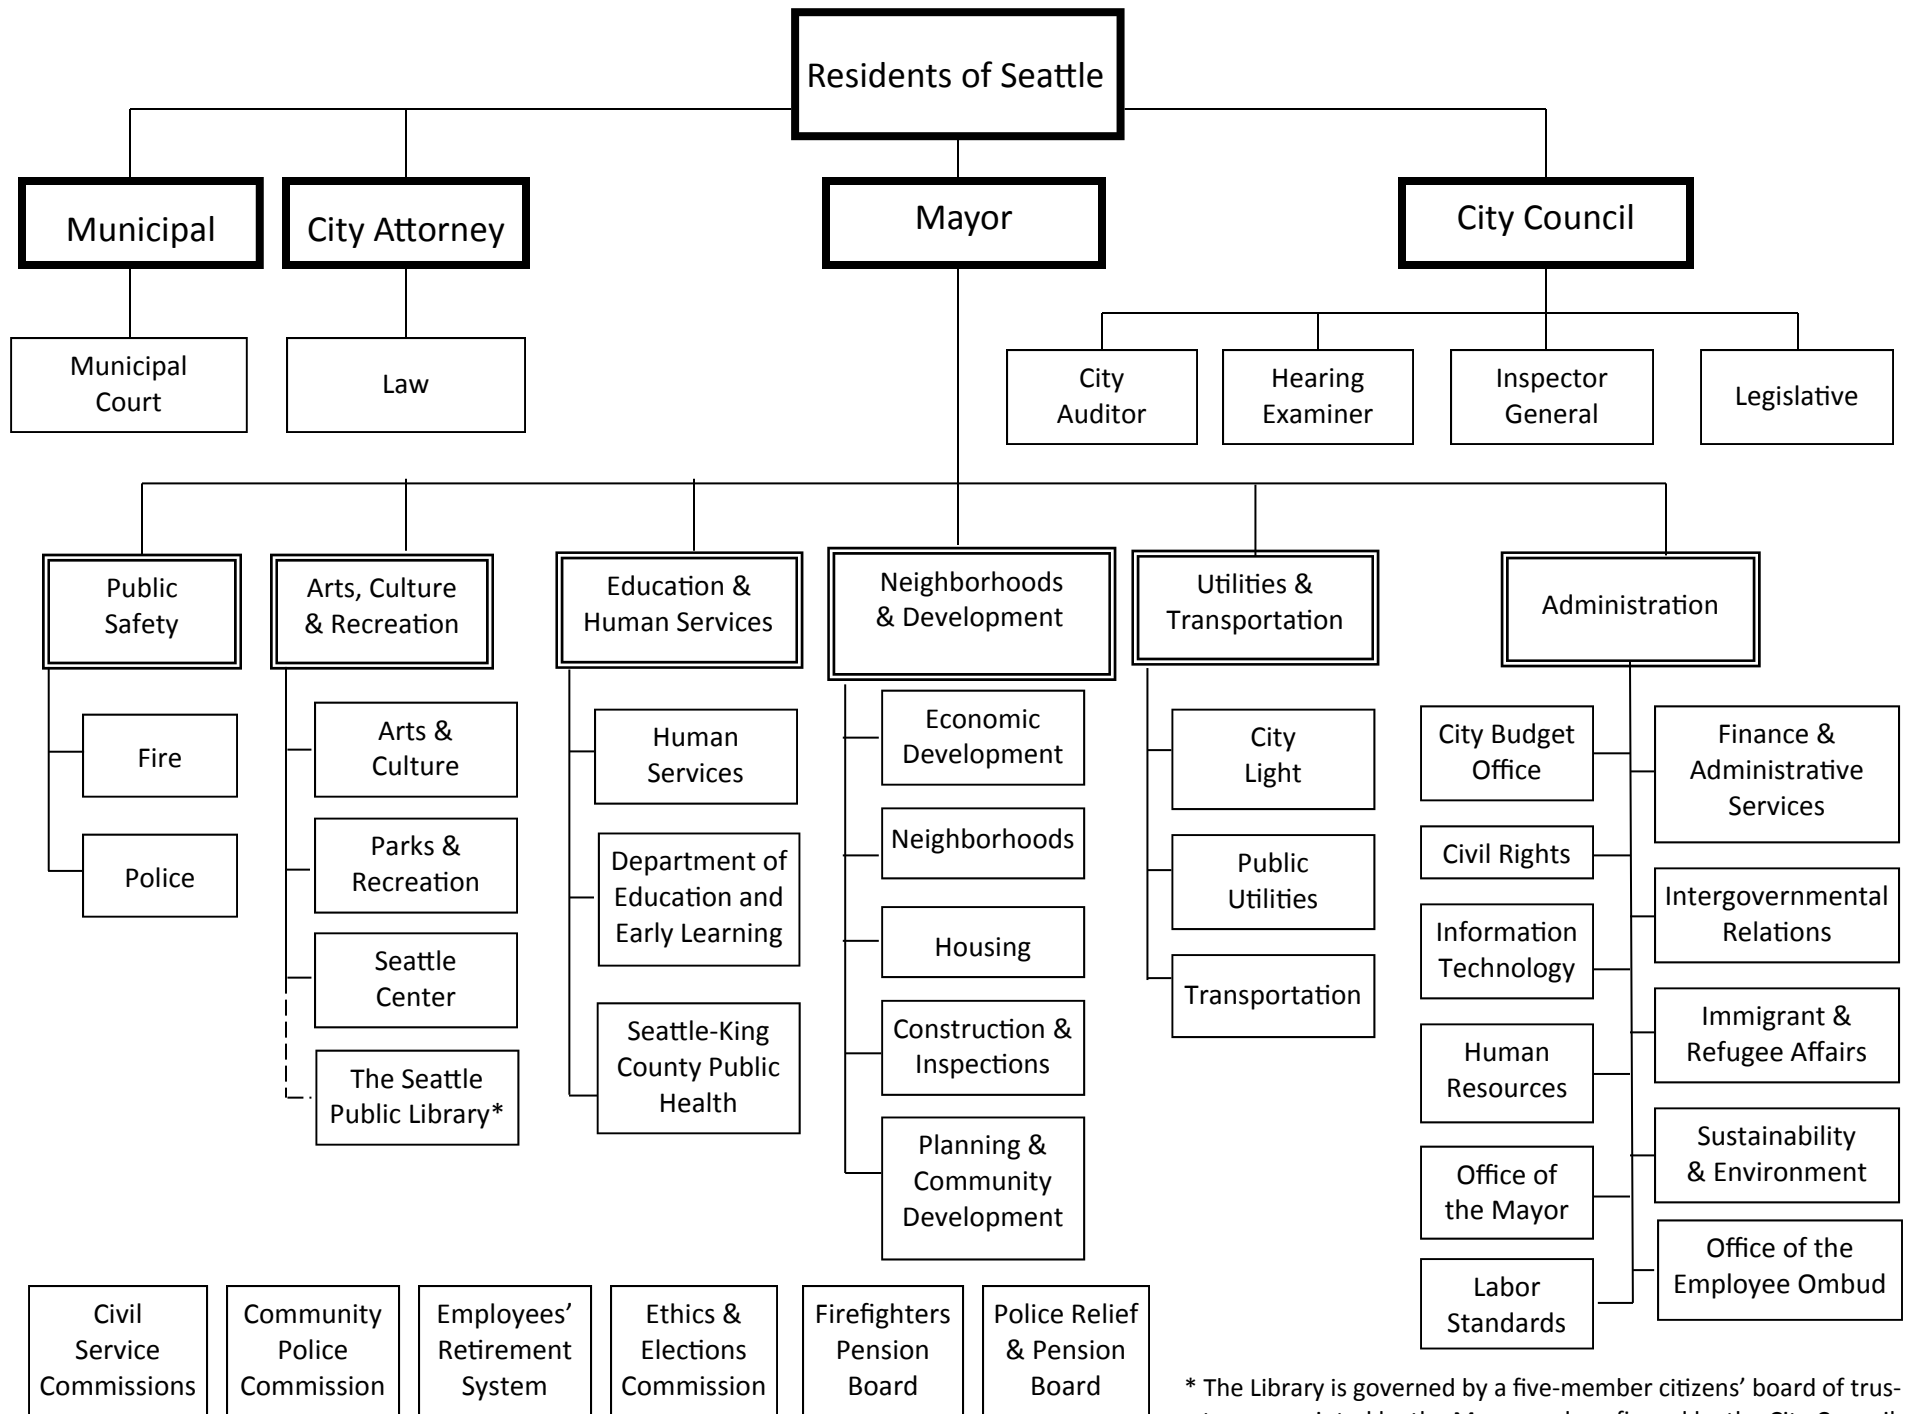 Residents of Seattle
Municipal
City Attorney
Mayor
City Council
Municipal
Court
Law
City
Auditor
Hearing
Examiner
Inspector
General
Legislative
Public
Safety
Arts, Culture
& Recreation
Education &
Human Services
Neighborhoods
& Development
Utilities &
Transportation
Administration
Fire
Police
Arts &
Culture
Parks &
Recreation
Seattle
Center
The Seattle
Public Library*
Human
Services
Department of
Education and
Early Learning
Seattle-King
County Public
Health
Economic
Development
Neighborhoods
Housing
Construction &
Inspections
Planning &
Community
Development
City
Light
Public
Utilities
Transportation
City Budget
Office
Civil Rights
Information
Technology
Human
Resources
Office of
the Mayor
Labor
Standards
Finance &
Administrative
Services
Intergovernmental
Relations
Immigrant &
Refugee Affairs
Sustainability
& Environment
Office of the
Employee Ombud
Civil
Service
Commissions
Community
Police
Commission
Employees’
Retirement
System
Ethics &
Elections
Commission
Firefighters
Pension
Board
Police Relief
& Pension
Board
* The Library is governed by a five-member citizens’ board of trus-